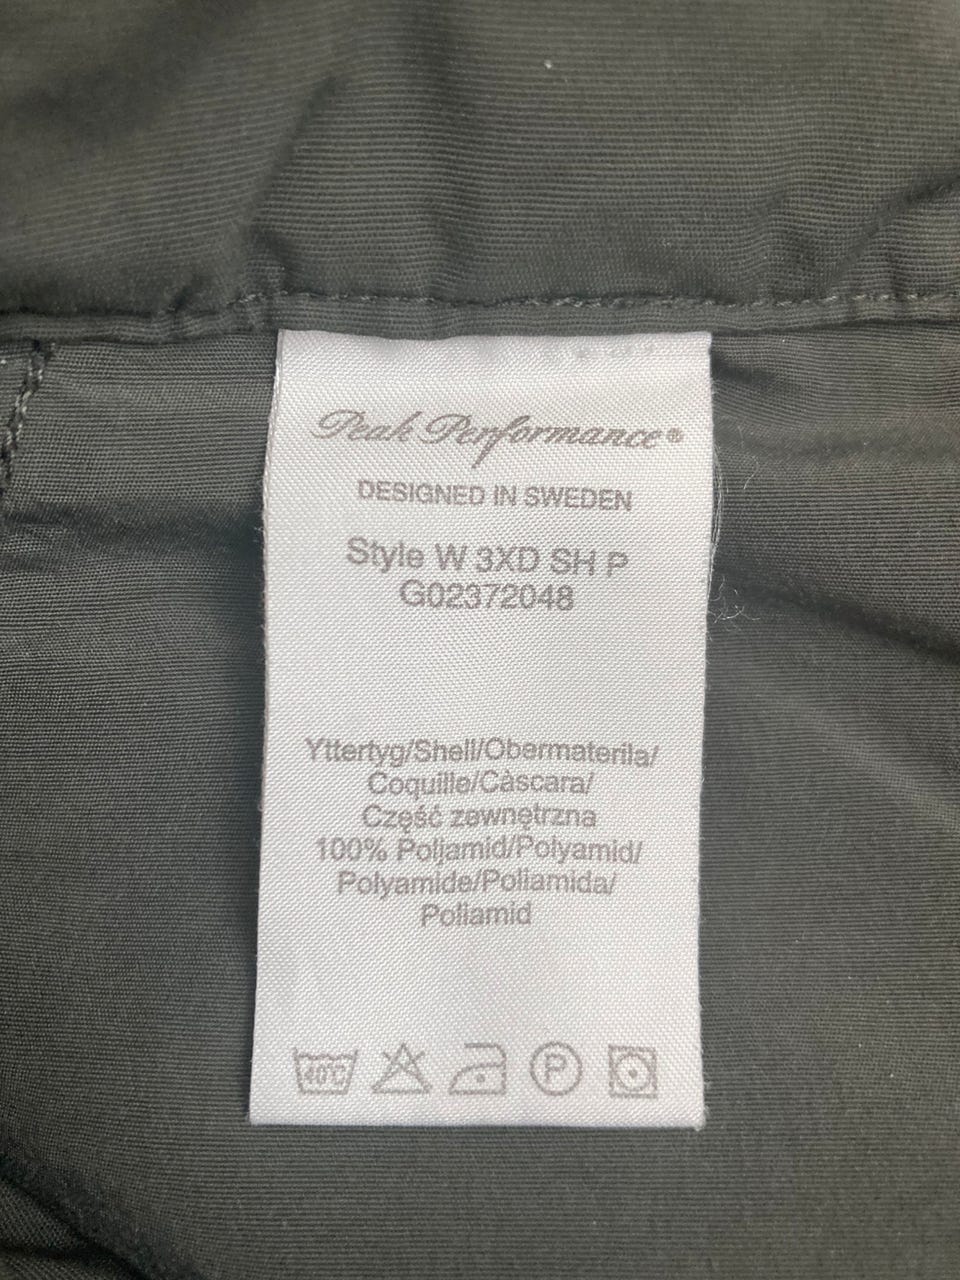 Peak Performance®
DESIGNED IN SWEDEN
Style W 3XD SH P
G02372048
Yttertyg/Shell/Obermaterila/
Coquille/Càscara/
Część zewnętrzna
100% Poljamid/Polyamid/
Polyamide/Poliamida/
Poliamid
40C P